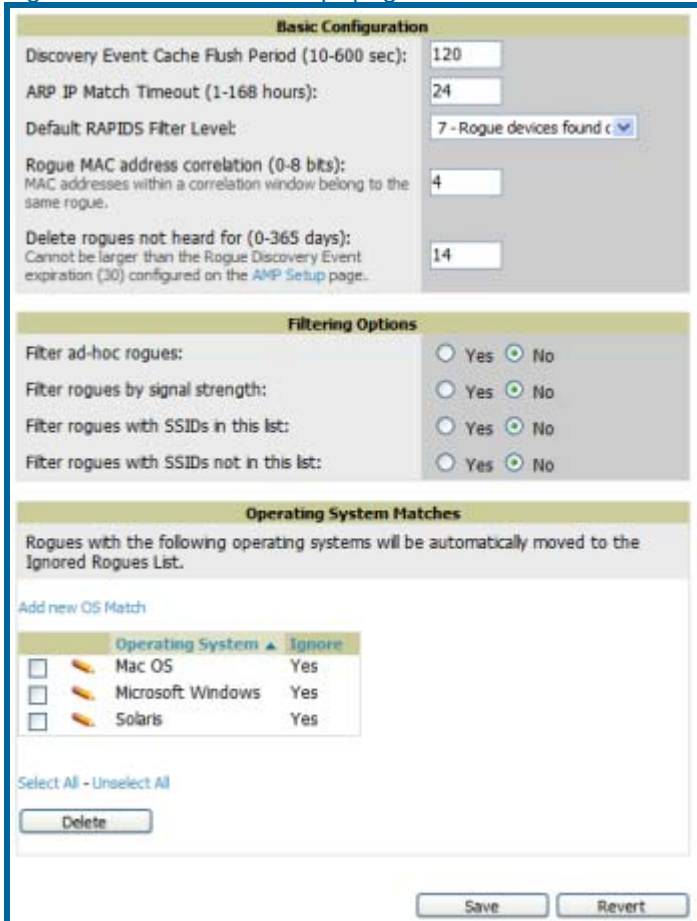 Basic Configuration
Discovery Event Cache Flush Period (10-600 sec): 120
ARP IP Match Timeout (1-168 hours): 24
Default RAPIDS Filter Level: 7 - Rogue devices found
Rogue MAC address correlation (0-8 bits):
MAC addresses within a correlation window belong to the
same rogue.
4
Delete rogues not heard for (0-365 days):
Cannot be larger than the Rogue Discovery Event
expiration (30) configured on the AMP Setup page.
14
Filtering Options
Filter ad-hoc rogues: Yes No
Filter rogues by signal strength: Yes No
Filter rogues with SSIDs in this list: Yes No
Filter rogues with SSIDs not in this list: Yes No
Operating System Matches
Rogues with the following operating systems will be automatically moved to the
Ignored Rogues List.
Add new OS Match
Operating System Ignore
Mac OS Yes
Microsoft Windows Yes
Solaris Yes
Select All - Unselect All
Delete
Save Revert